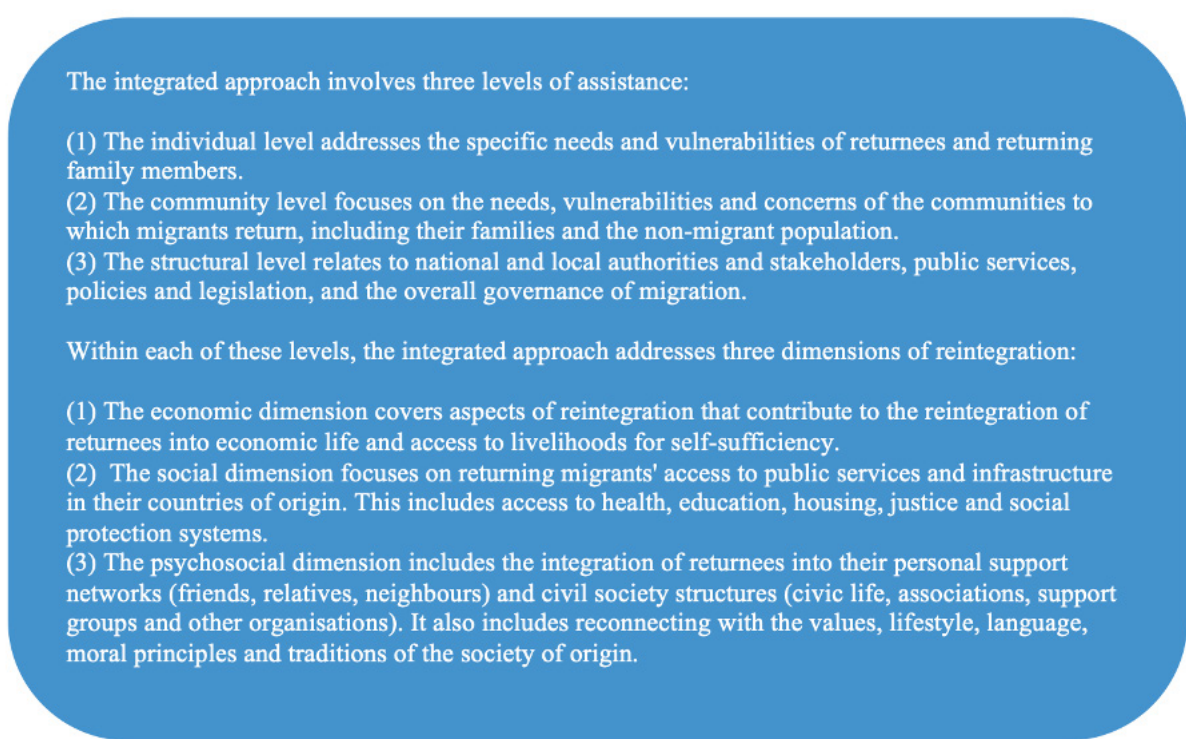 The integrated approach involves three levels of assistance:
(1) The individual level addresses the specific needs and vulnerabilities of returnees and returning
family members.
(2) The community level focuses on the needs, vulnerabilities and concerns of the communities to
which migrants return, including their families and the non-migrant population.
(3) The structural level relates to national and local authorities and stakeholders, public services,
policies and legislation, and the overall governance of migration.
Within each of these levels, the integrated approach addresses three dimensions of reintegration:
(1) The economic dimension covers aspects of reintegration that contribute to the reintegration of
returnees into economic life and access to livelihoods for self-sufficiency.
(2) The social dimension focuses on returning migrants' access to public services and infrastructure
in their countries of origin. This includes access to health, education, housing, justice and social
protection systems.
(3) The psychosocial dimension includes the integration of returnees into their personal support
networks (friends, relatives, neighbours) and civil society structures (civic life, associations, support
groups and other organisations). It also includes reconnecting with the values, lifestyle, language,
moral principles and traditions of the society of origin.